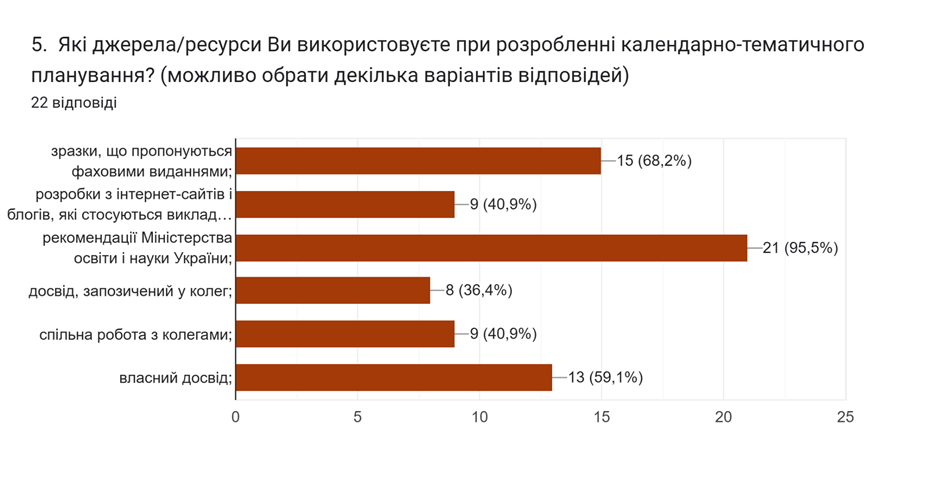 5. Які джерела/ресурси Ви використовуєте при розробленні календарно-тематичного
планування? (можливо обрати декілька варіантів відповідей)
22 відповіді
зразки, що пропонуються
фаховими виданнями;
15 (68,2%)
розробки з інтернет-сайтів і
блогів, які стосуються виклад…
9 (40,9%)
рекомендації Міністерства
освіти і науки України;
21 (95,5%)
досвід, запозичений у колег;
8 (36,4%)
спільна робота з колегами;
9 (40,9%)
власний досвід;
13 (59,1%)
0 5 10 15 20 25